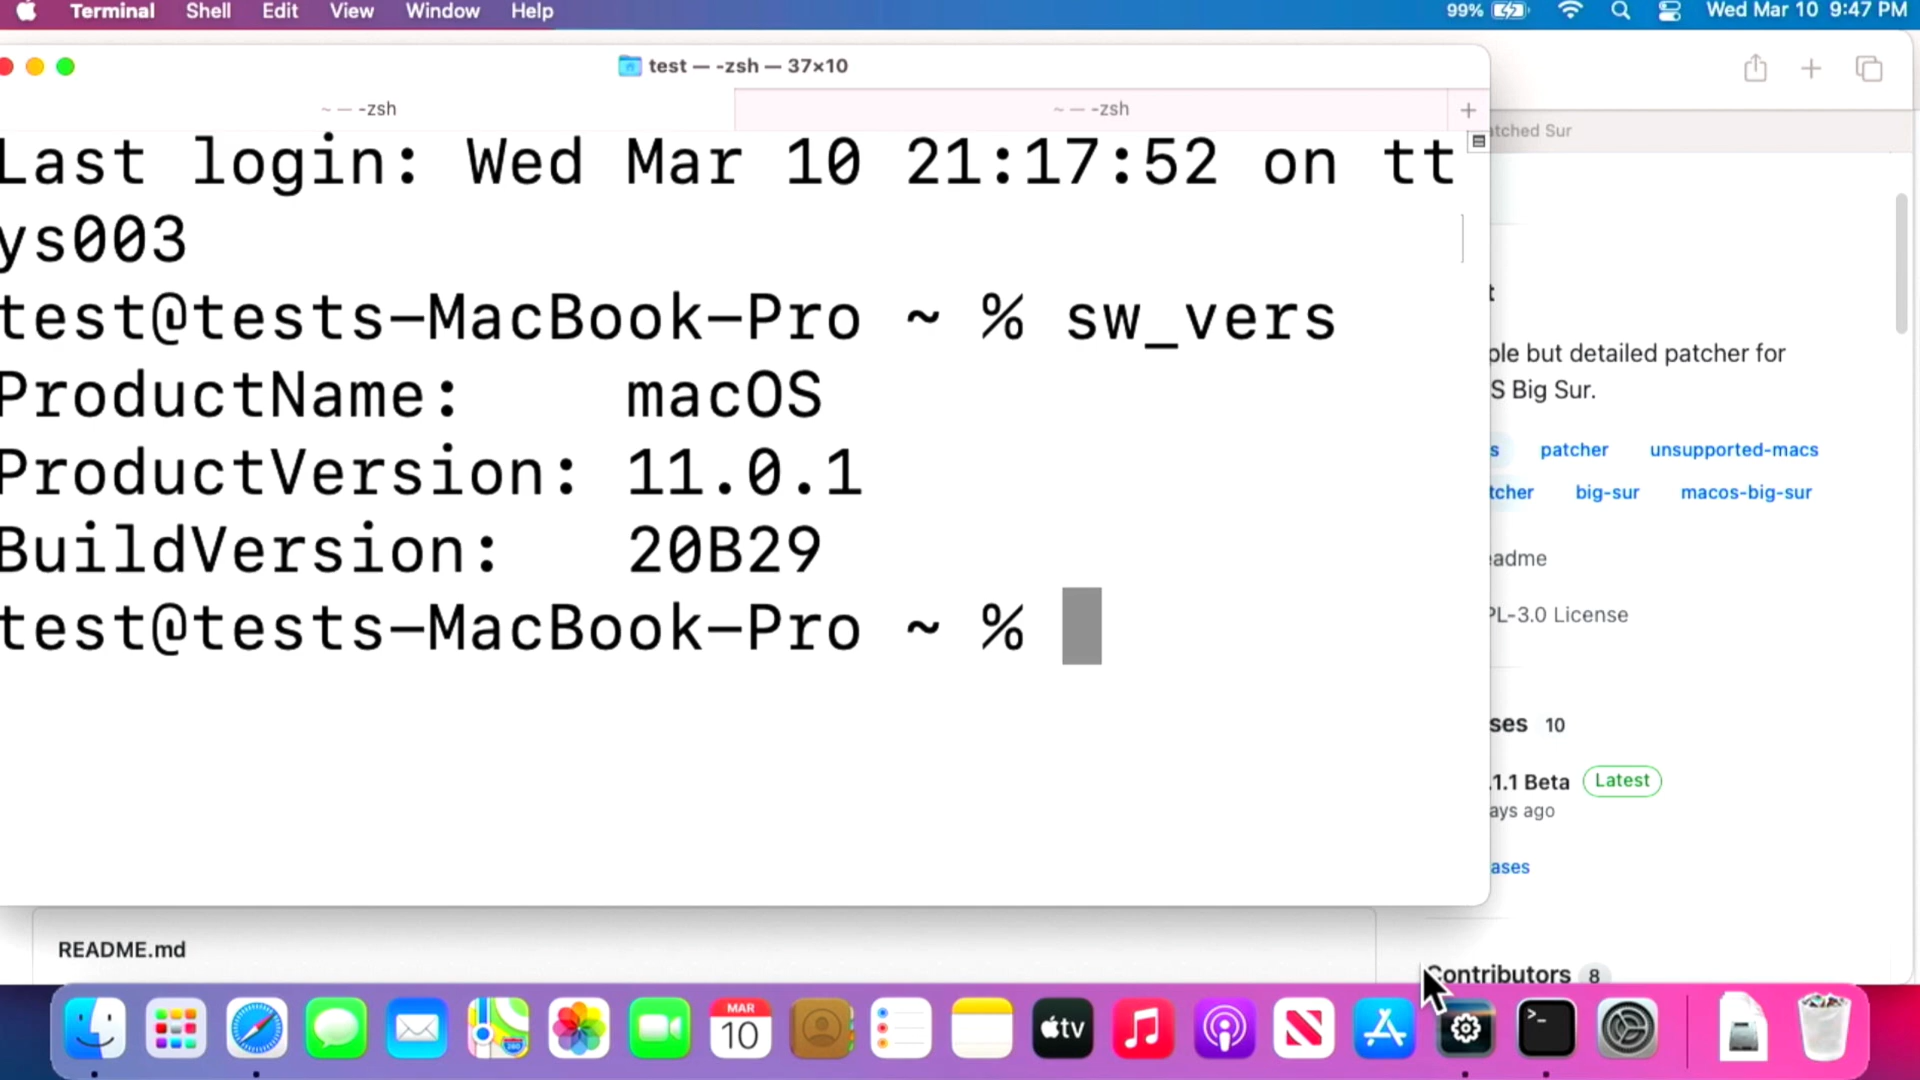 Terminal Shell Edit View Window Help 99% Wed Mar 10 9:47 PM
test — -zsh — 37×10
~ — -zsh ~ — -zsh
Last login: Wed Mar 10 21:17:52 on tt
ys003
test@tests-MacBook-Pro ~ % sw_vers
ProductName: macOS
ProductVersion: 11.0.1
BuildVersion: 20B29
test@tests-MacBook-Pro ~ %
tched Sur
t
ple but detailed patcher for
S Big Sur.
s patcher unsupported-macs
tcher big-sur macos-big-sur
eadme
PL-3.0 License
ses 10
.1.1 Beta Latest
ays ago
ases
README.md
Contributors 8
MAR
10
tv